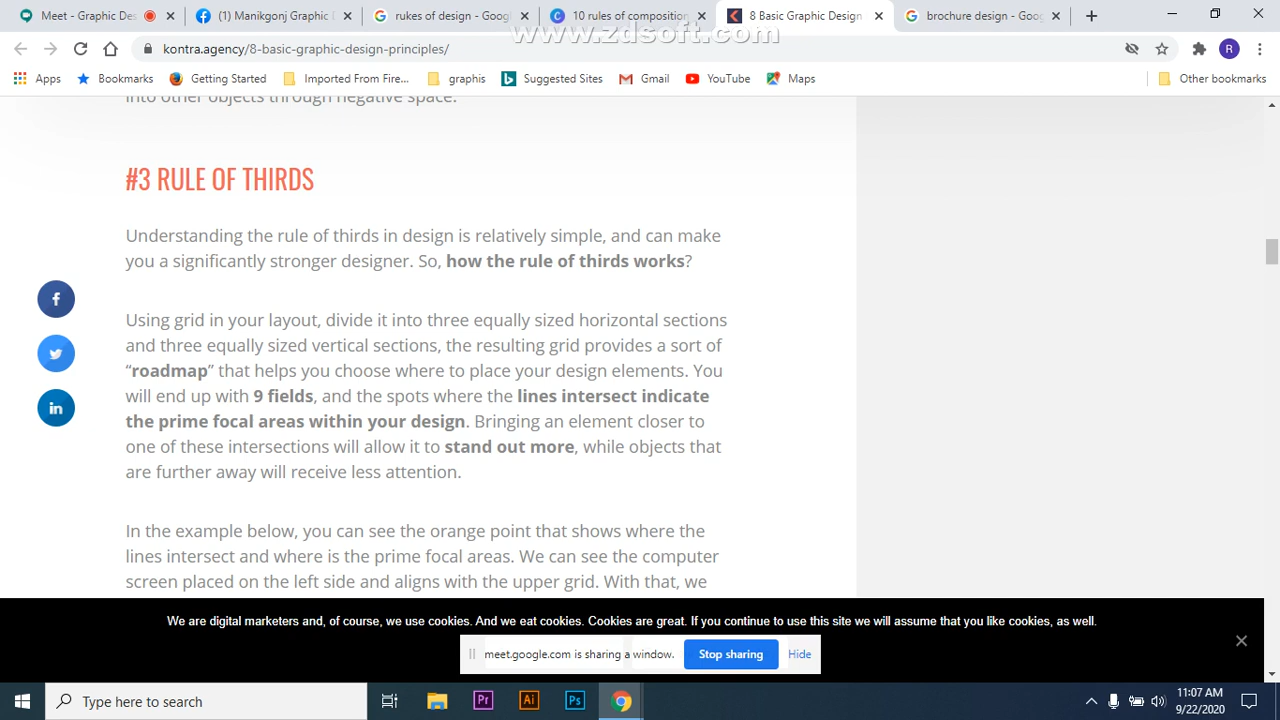 Meet - Graphic Des
(1) Manikgonj Graphic D
rukes of design - Googl
10 rules of composition
8 Basic Graphic Design
brochure design - Goo
www.zdsoft.com
kontra.agency/8-basic-graphic-design-principles/
R
Apps
Bookmarks
Getting Started
Imported From Fire...
graphis
Suggested Sites
Gmail
YouTube
Maps
Other bookmarks
into other objects through negative space.
#3 RULE OF THIRDS
Understanding the rule of thirds in design is relatively simple, and can make
you a significantly stronger designer. So, how the rule of thirds works?
Using grid in your layout, divide it into three equally sized horizontal sections
and three equally sized vertical sections, the resulting grid provides a sort of
“roadmap” that helps you choose where to place your design elements. You
will end up with 9 fields, and the spots where the lines intersect indicate
the prime focal areas within your design. Bringing an element closer to
one of these intersections will allow it to stand out more, while objects that
are further away will receive less attention.
In the example below, you can see the orange point that shows where the
lines intersect and where is the prime focal areas. We can see the computer
screen placed on the left side and aligns with the upper grid. With that, we
We are digital marketers and, of course, we use cookies. And we eat cookies. Cookies are great. If you continue to use this site we will assume that you like cookies, as well.
meet.google.com is sharing a window.
Stop sharing
Hide
Type here to search
Pr
Ai
Ps
11:07 AM
9/22/2020